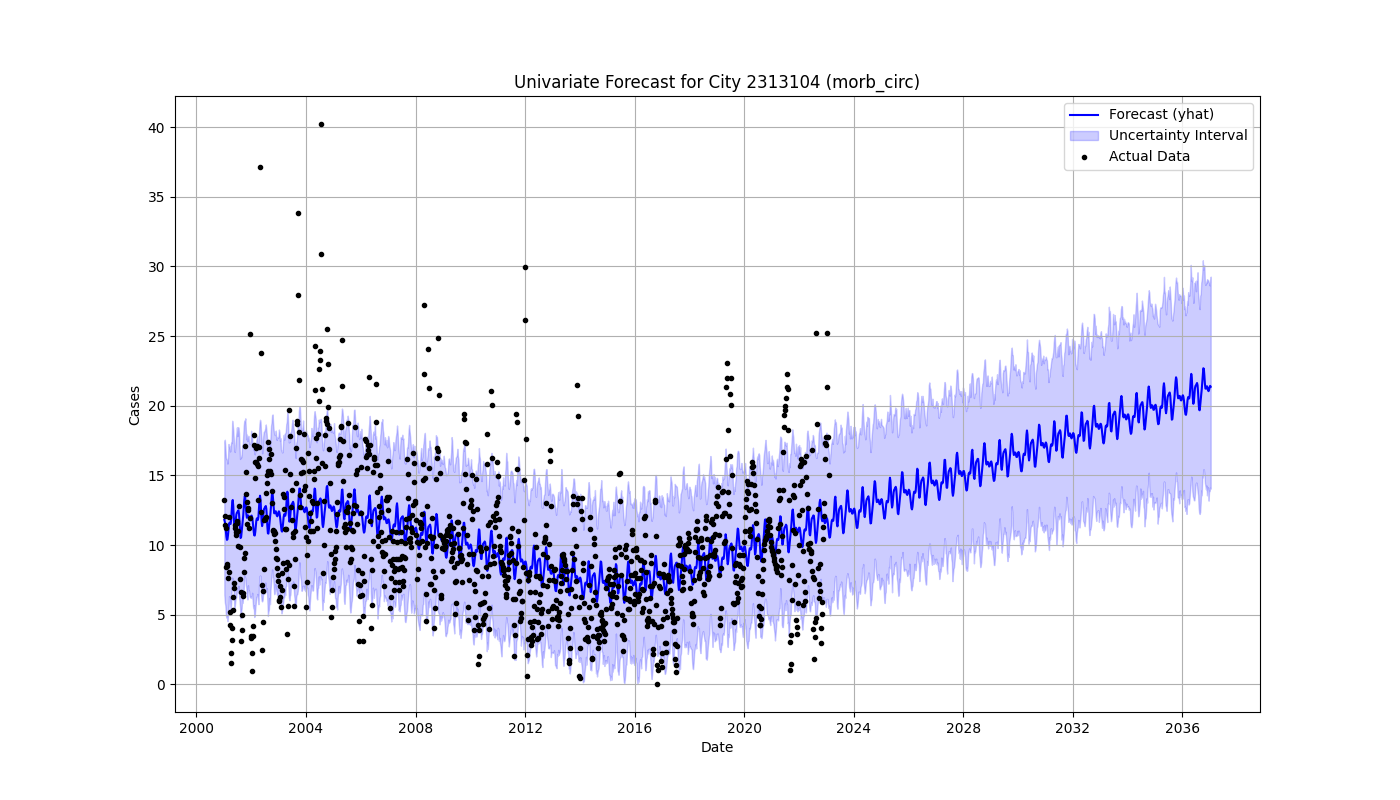 Univariate Forecast for City 2313104 (morb_circ)
Forecast (yhat)
Uncertainty Interval
Actual Data
Cases
40
35
30
25
20
15
10
5
0
2000 2004 2008 2012 2016 2020 2024 2028 2032 2036
Date